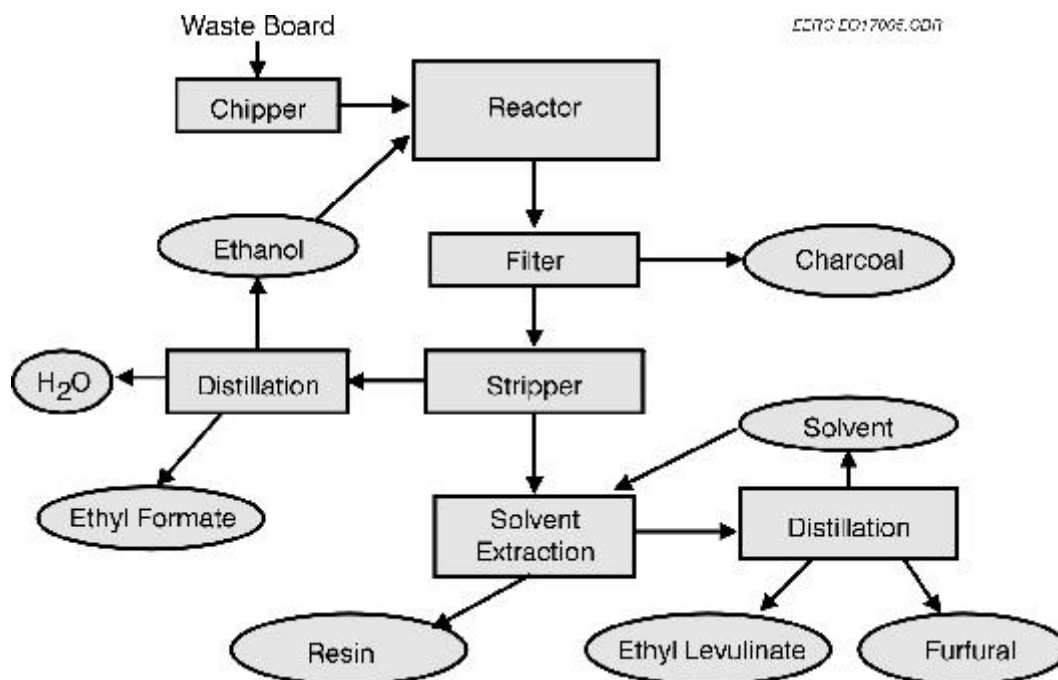 Waste Board
Chipper
Reactor
Ethanol
Filter
Charcoal
H₂O
Distillation
Stripper
Solvent
Ethyl Formate
Solvent
Extraction
Distillation
Resin
Ethyl Levulinate
Furfural